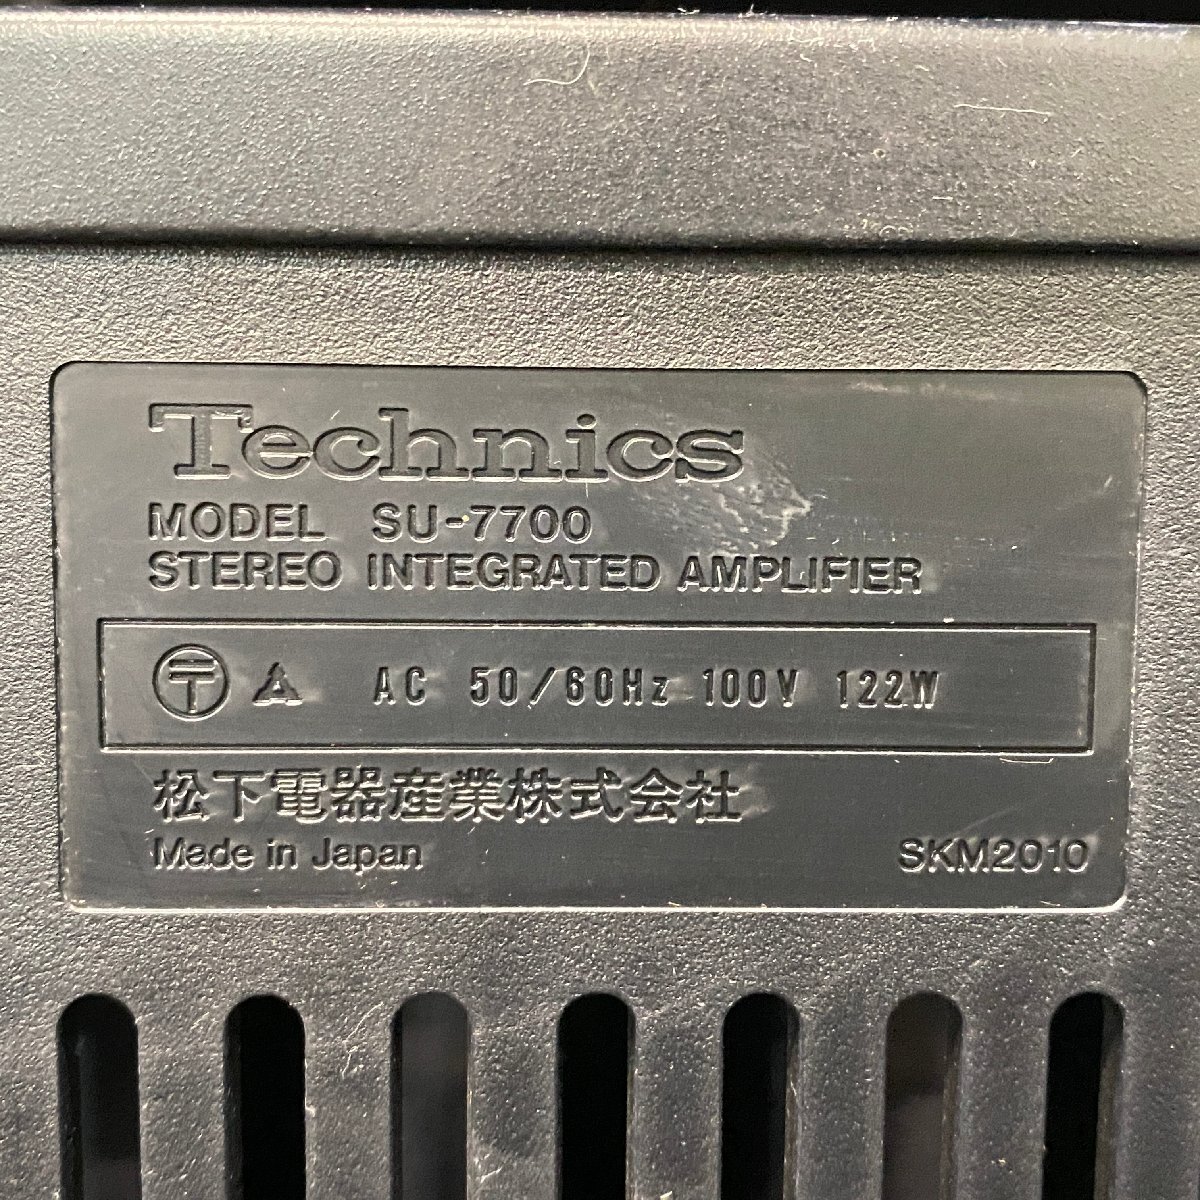 Technics
MODEL SU-7700
STEREO INTEGRATED AMPLIFIER
〒 AC 50/60Hz 100V 122W
松下電器産業株式会社
Made in Japan SKM2010